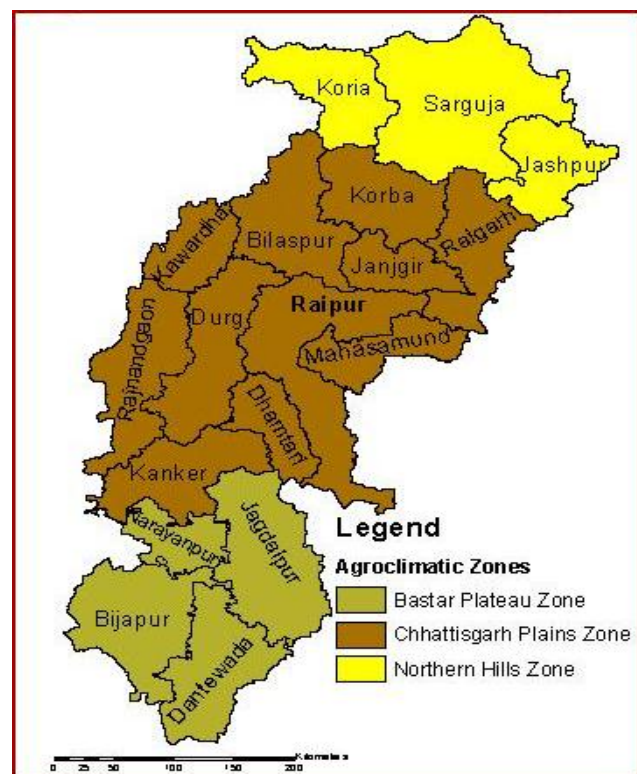 Koria
Sarguja
Jashpur
Korba
Raigarh
Kawardha
Bilaspur
Janjgir
Raipur
Durg
Mahasamund
Rajnandgaon
Dhamtari
Kanker
Narayanpur
Jagdalpur
Bijapur
Dantewada
Legend
Agroclimatic Zones
Bastar Plateau Zone
Chhattisgarh Plains Zone
Northern Hills Zone
Kilometers
0 25 50 100 150 200